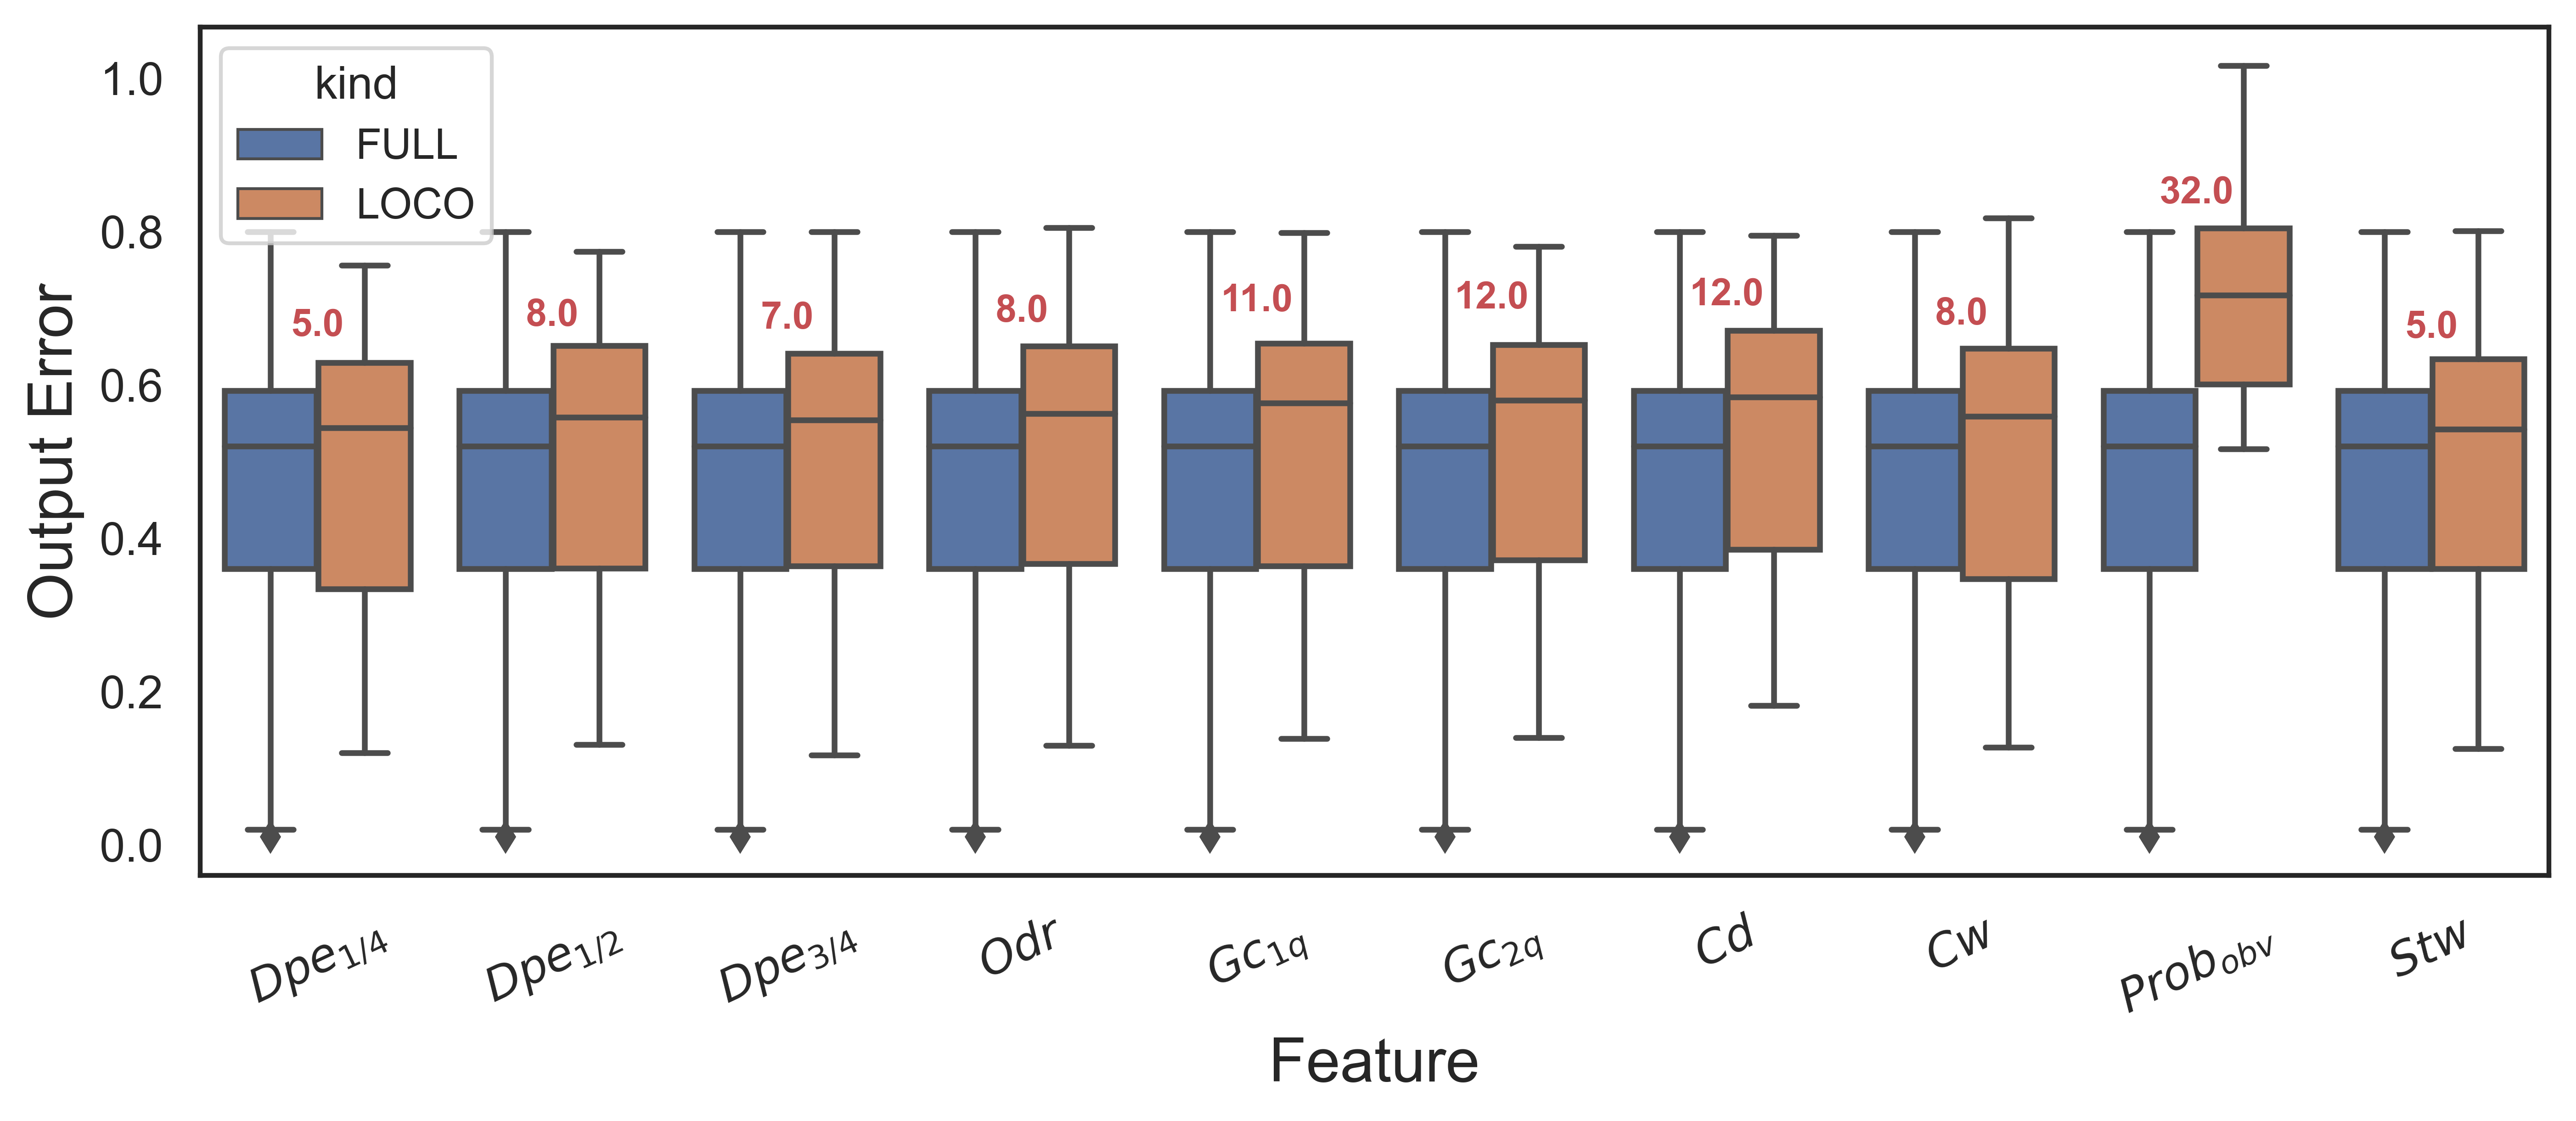 kind
FULL
LOCO
Output Error
1.0
0.8
0.6
0.4
0.2
0.0
5.0
8.0
7.0
8.0
11.0
12.0
12.0
8.0
32.0
5.0
Dpe1/4
Dpe1/2
Dpe3/4
Odr
Gc1q
Gc2q
Cd
Cw
Probobv
Stw
Feature